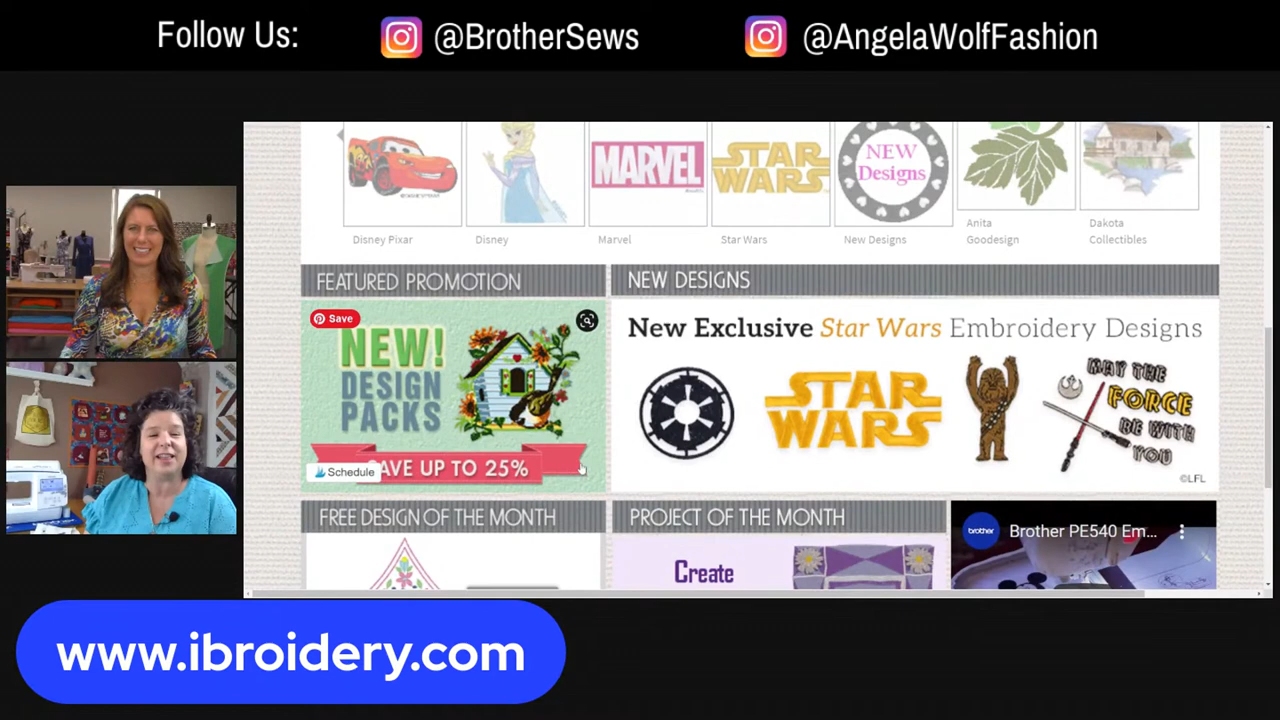 Follow Us:
@BrotherSews
@AngelaWolfFashion
MARVEL
STAR
WARS
NEW
Designs
Disney Pixar
Disney
Marvel
Star Wars
New Designs
Anita
Goodesign
Dakota
Collectibles
FEATURED PROMOTION
NEW DESIGNS
Save
NEW!
DESIGN
PACKS
Schedule
AVE UP TO 25%
New Exclusive Star Wars Embroidery Designs
STAR
WARS
MAY THE
FORCE
BE WITH
YOU
©LFL
FREE DESIGN OF THE MONTH
PROJECT OF THE MONTH
Create
brother
Brother PE540 Em...
www.ibroidery.com